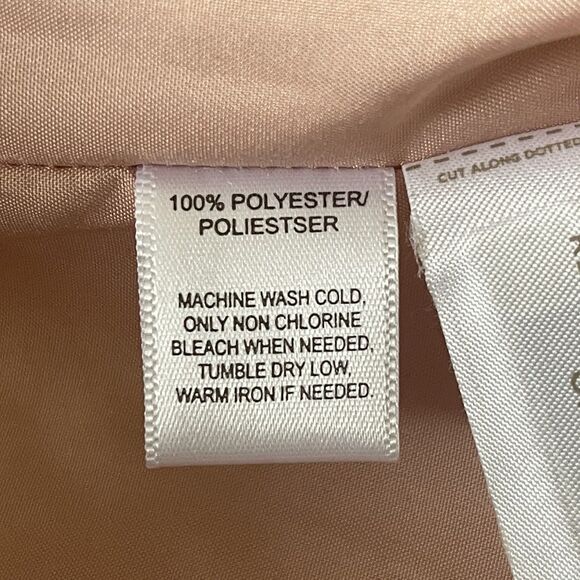 100% POLYESTER/
POLIESTSER
MACHINE WASH COLD,
ONLY NON CHLORINE
BLEACH WHEN NEEDED,
TUMBLE DRY LOW,
WARM IRON IF NEEDED.
CUT ALONG DOTTED